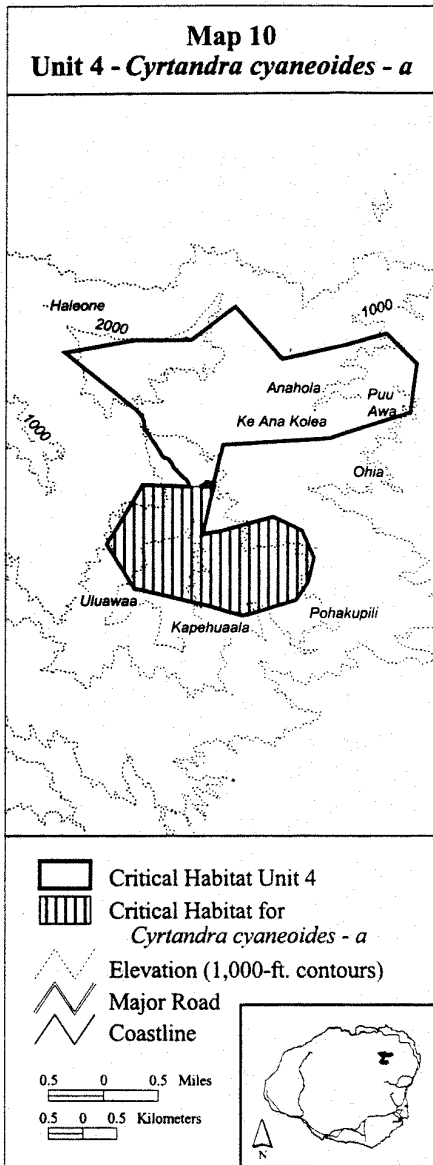 Map 10
Unit 4 - Cyrtandra cyaneoides - a
Haleone
2000
1000
Anahola
Puu
Awa
Ke Ana Kolea
1000
Ohia
Uluawaa
Kapehuaala
Pohakupili
Critical Habitat Unit 4
Critical Habitat for
Cyrtandra cyaneoides - a
Elevation (1,000-ft. contours)
Major Road
Coastline
0.5 0 0.5 Miles
0.5 0 0.5 Kilometers
N